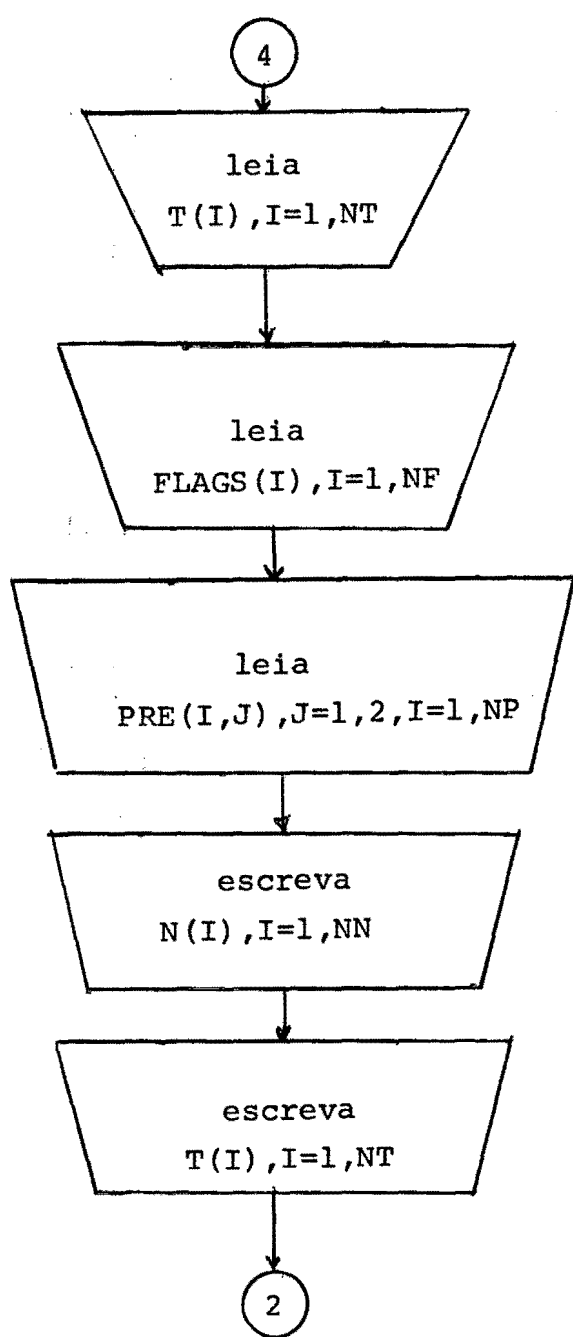 4
leia
T(I),I=1,NT
leia
FLAGS(I),I=1,NF
leia
PRE(I,J),J=1,2,I=1,NP
escreva
N(I),I=1,NN
escreva
T(I),I=1,NT
2